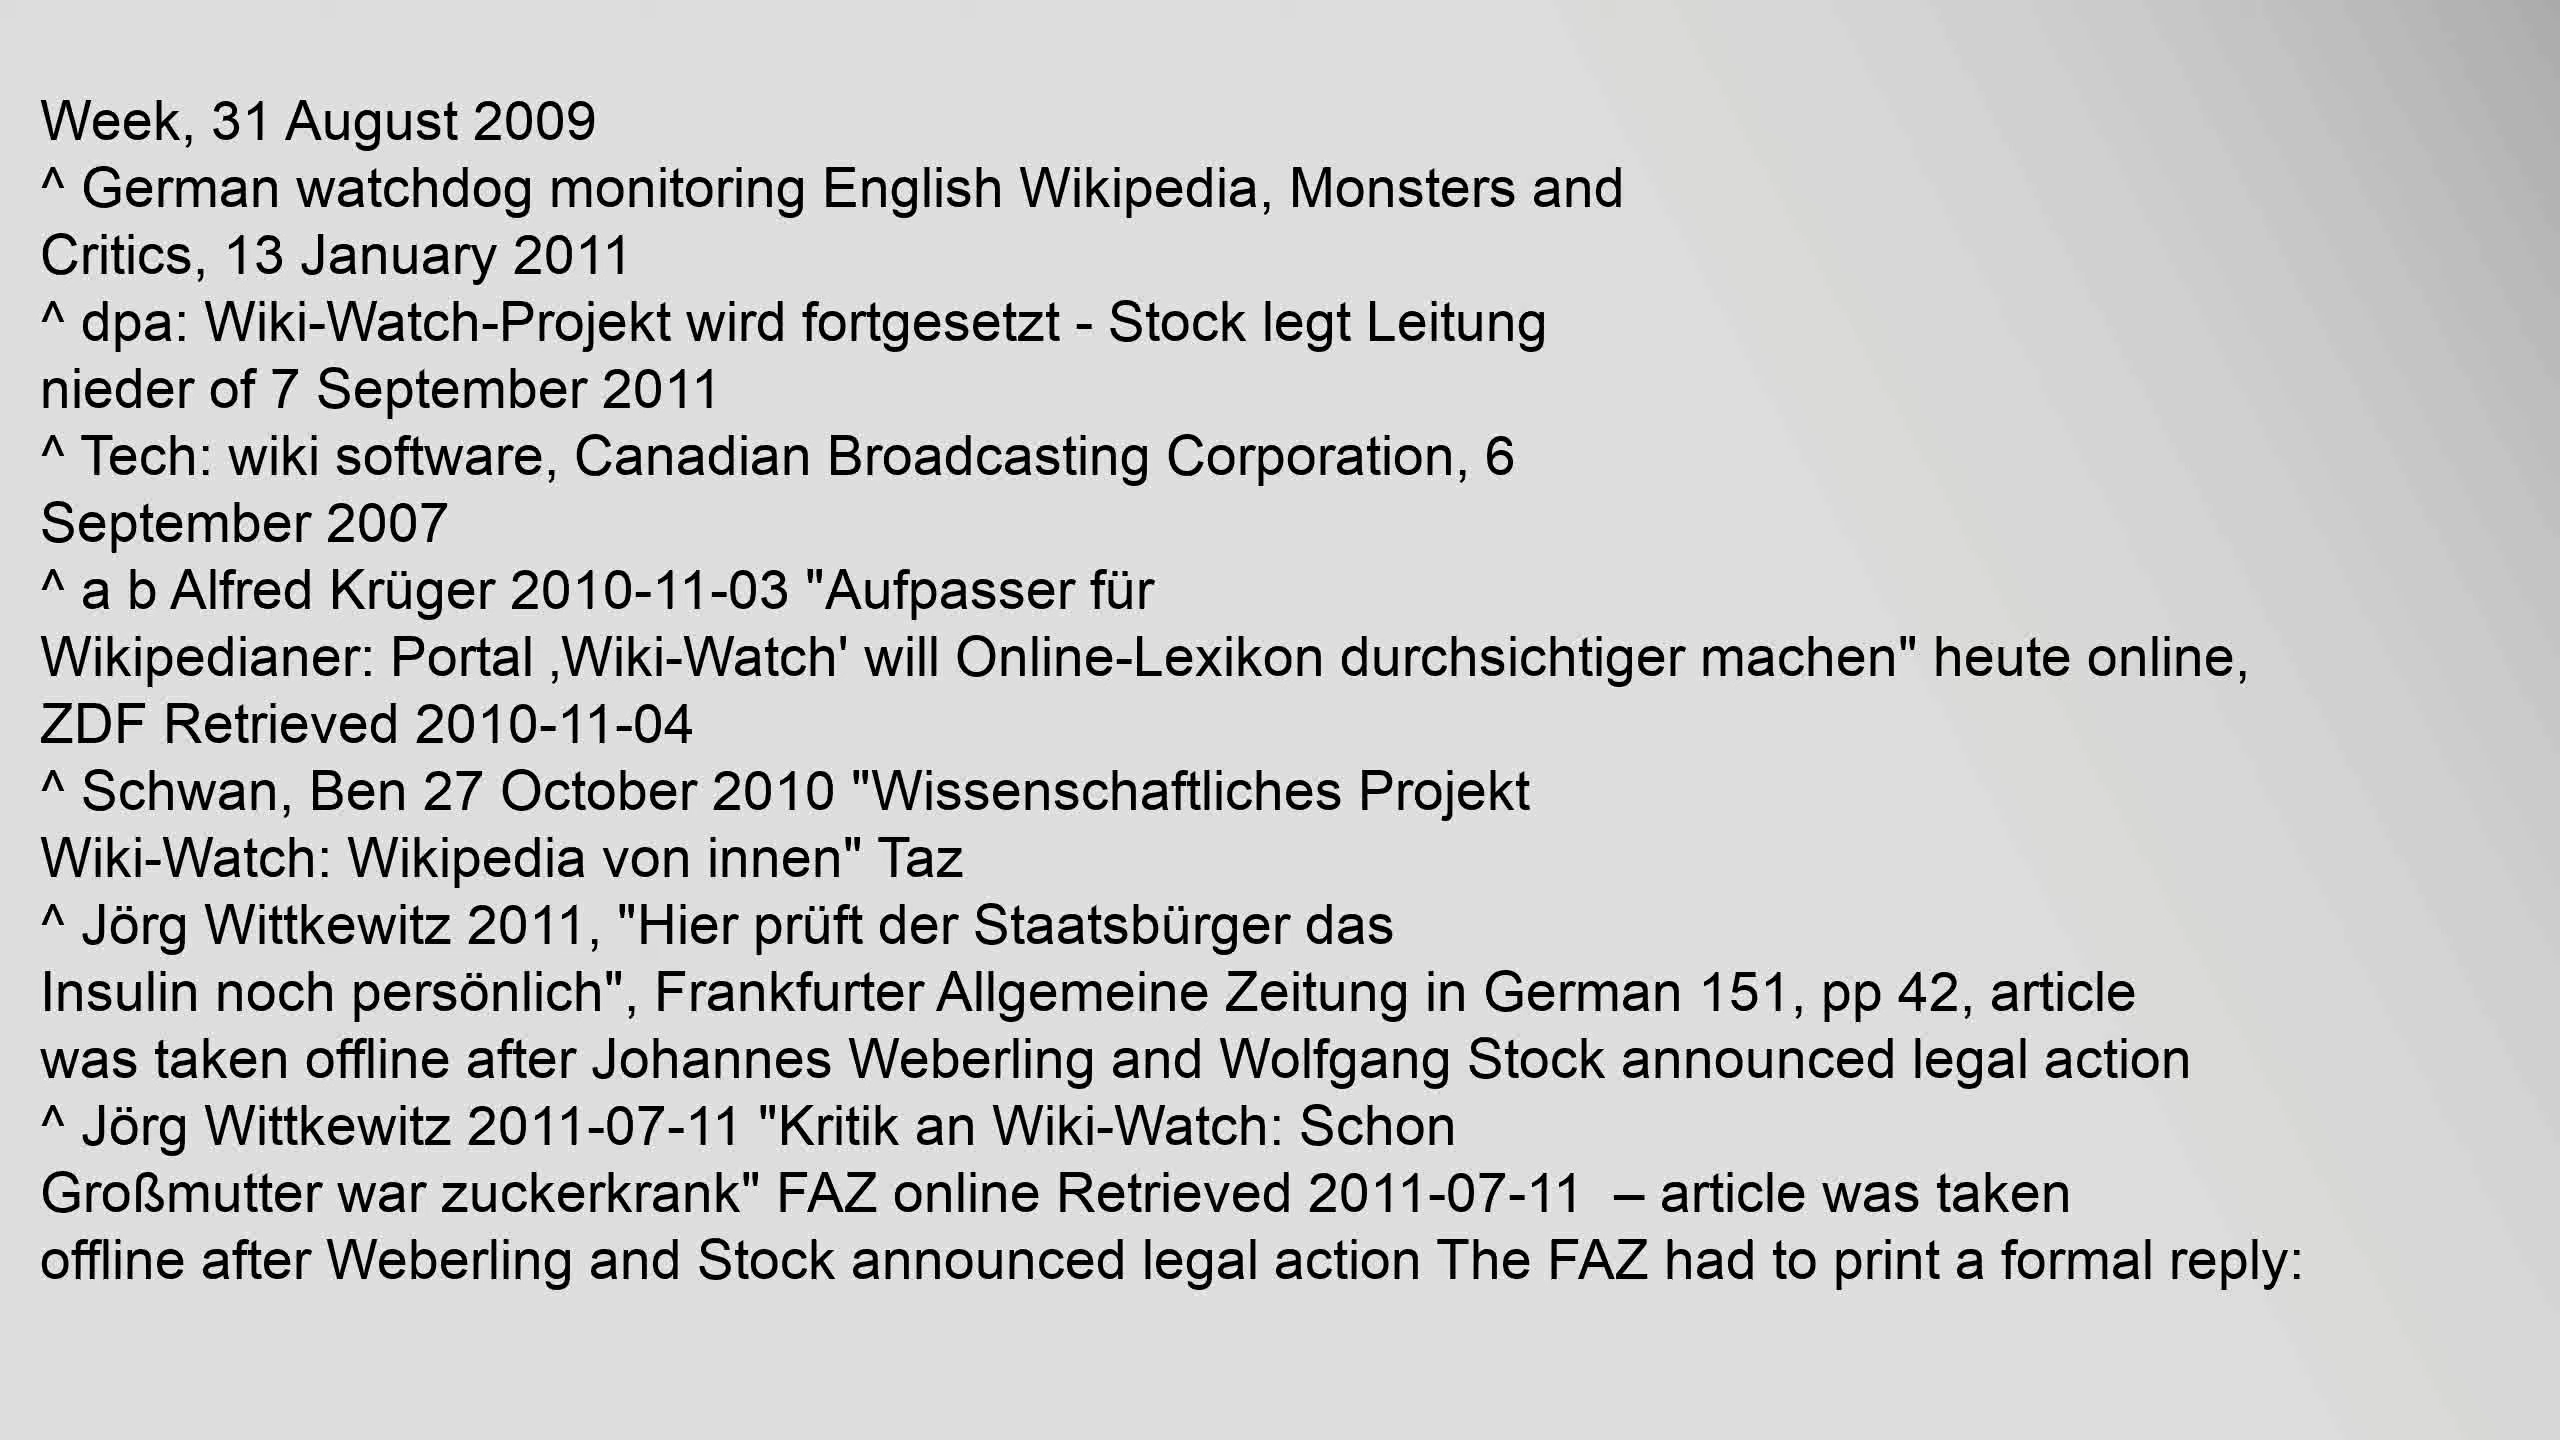 Week, 31 August 2009
^ German watchdog monitoring English Wikipedia, Monsters and
Critics, 13 January 2011
^ dpa: Wiki-Watch-Projekt wird fortgesetzt - Stock legt Leitung
nieder of 7 September 2011
^ Tech: wiki software, Canadian Broadcasting Corporation, 6
September 2007
^ a b Alfred Krüger 2010-11-03 "Aufpasser für
Wikipedianer: Portal ‚Wiki-Watch' will Online-Lexikon durchsichtiger machen" heute online,
ZDF Retrieved 2010-11-04
^ Schwan, Ben 27 October 2010 "Wissenschaftliches Projekt
Wiki-Watch: Wikipedia von innen" Taz
^ Jörg Wittkewitz 2011, "Hier prüft der Staatsbürger das
Insulin noch persönlich", Frankfurter Allgemeine Zeitung in German 151, pp 42, article
was taken offline after Johannes Weberling and Wolfgang Stock announced legal action
^ Jörg Wittkewitz 2011-07-11 "Kritik an Wiki-Watch: Schon
Großmutter war zuckerkrank" FAZ online Retrieved 2011-07-11  – article was taken
offline after Weberling and Stock announced legal action The FAZ had to print a formal reply: